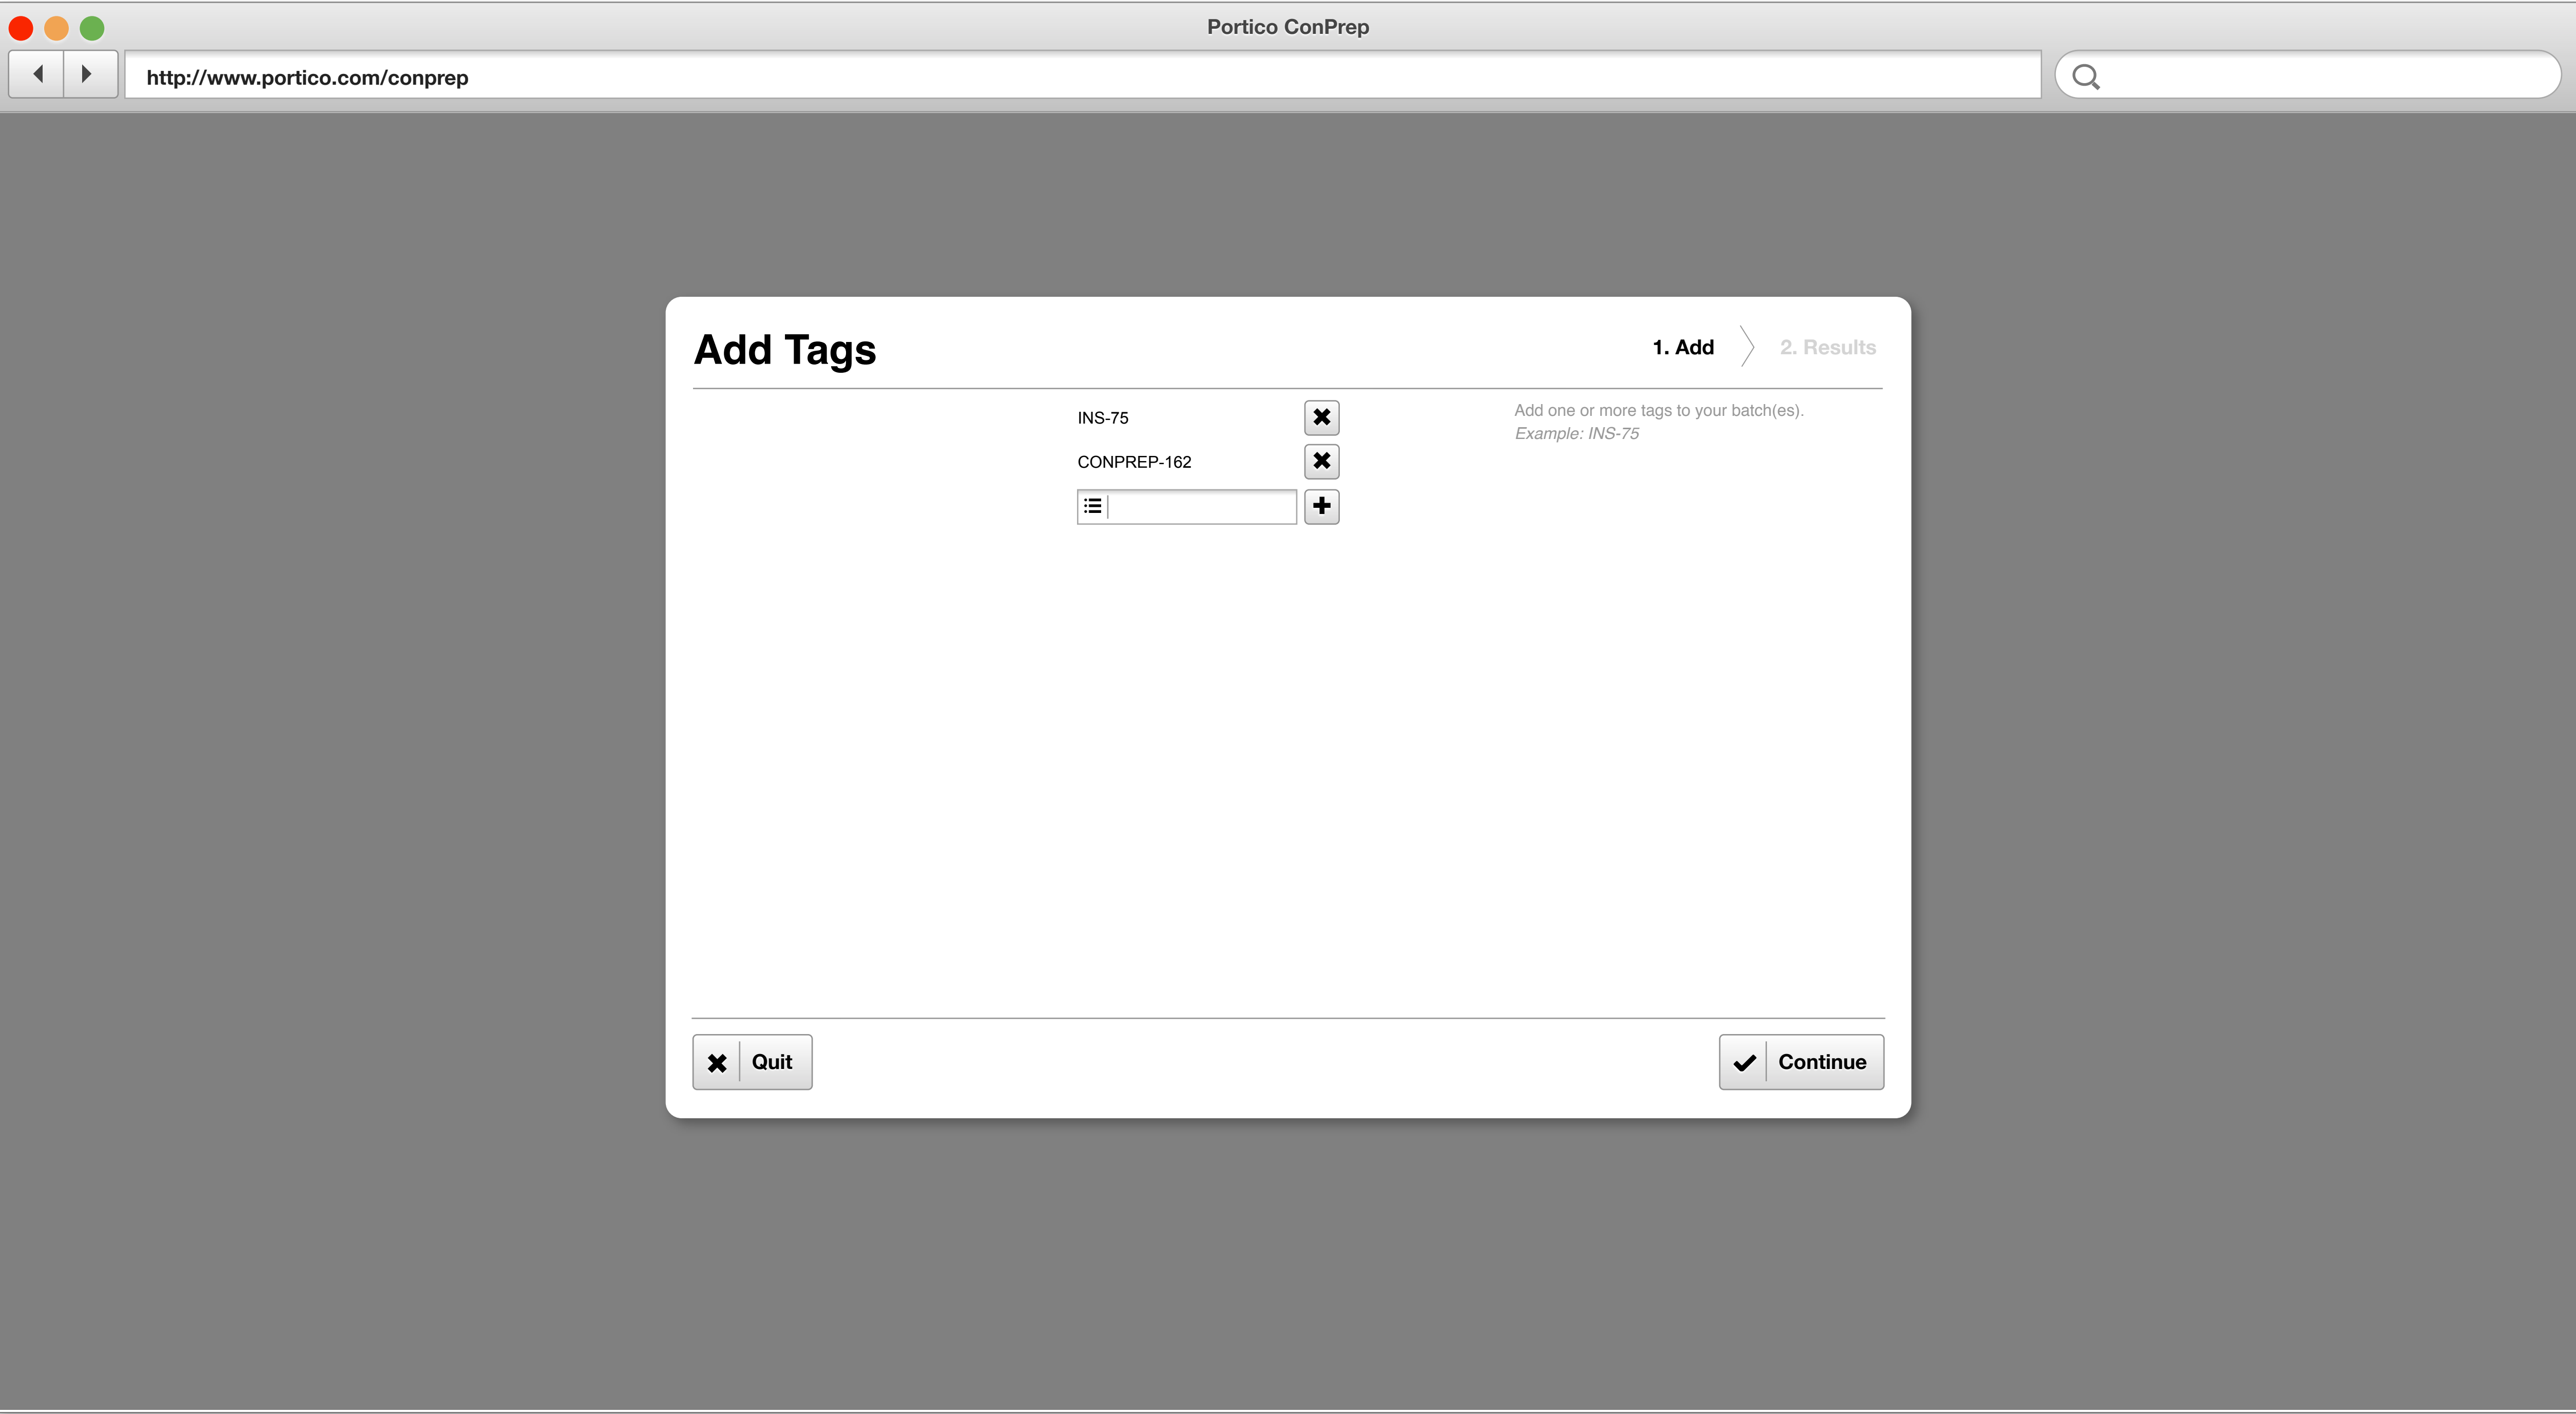 Portico ConPrep
http://www.portico.com/conprep
Add Tags
1. Add
2. Results
INS-75
Add one or more tags to your batch(es).
Example: INS-75
CONPREP-162
Quit
Continue